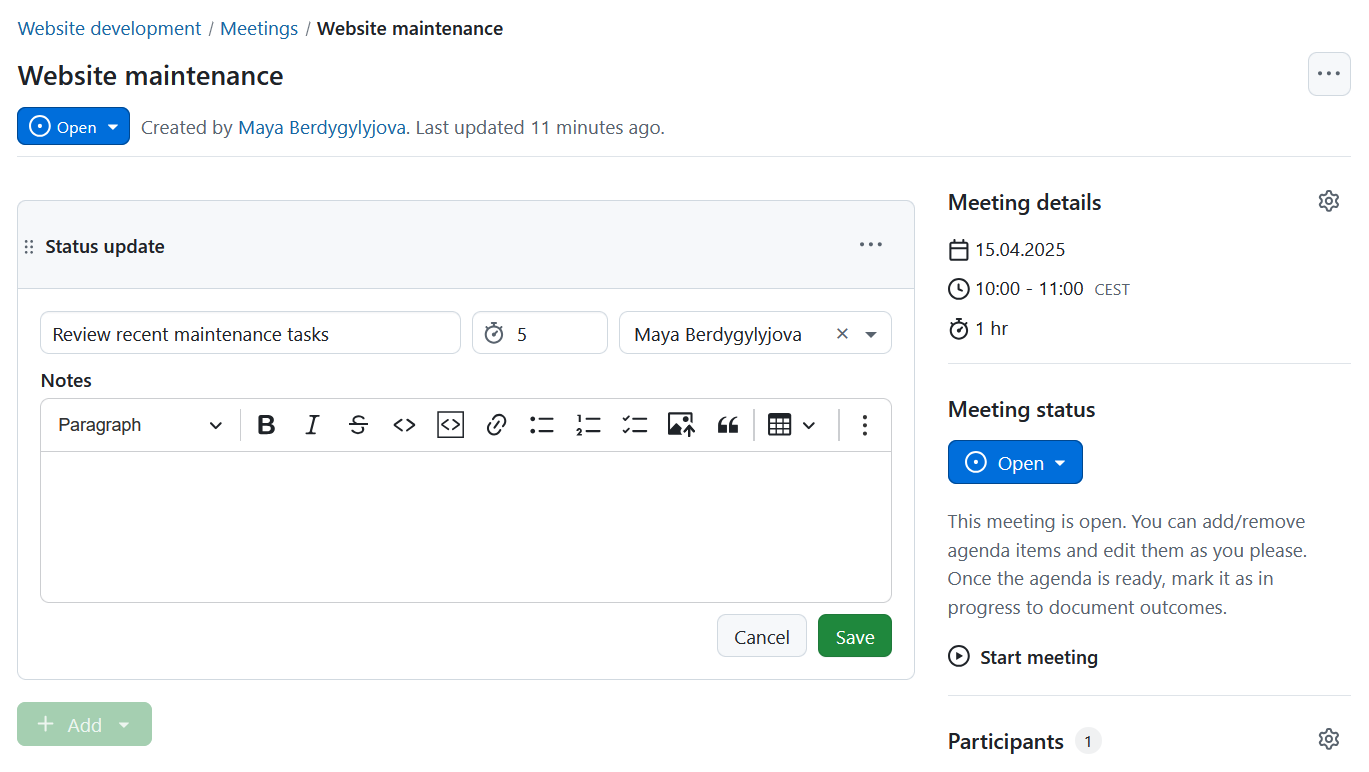 Website development / Meetings / Website maintenance
Website maintenance
Open
Created by Maya Berdygylyjova. Last updated 11 minutes ago.
Status update
Review recent maintenance tasks
5
Maya Berdygylyjova
Notes
Paragraph
Cancel
Save
Add
Meeting details
15.04.2025
10:00 - 11:00 CEST
1 hr
Meeting status
Open
This meeting is open. You can add/remove
agenda items and edit them as you please.
Once the agenda is ready, mark it as in
progress to document outcomes.
Start meeting
Participants 1